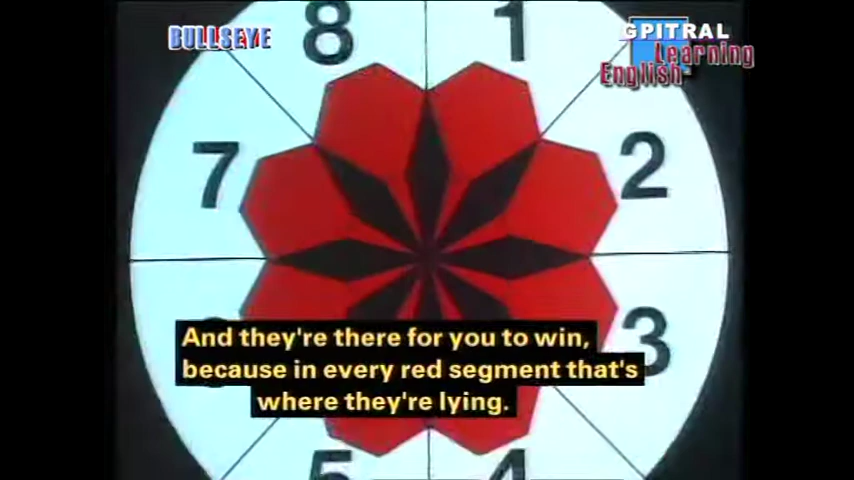 BULLSEYE
GPITRAL
Learning
English
8 1
7 2
3
And they're there for you to win,
because in every red segment that's
where they're lying.
5 4